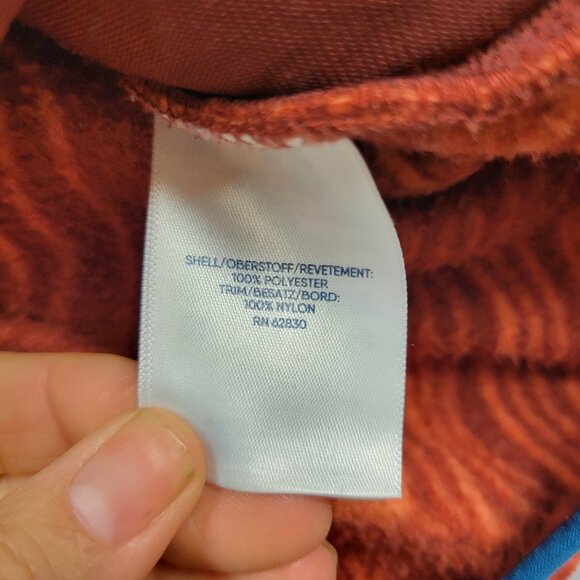 SHELL/OBERSTOFF/REVETEMENT:
100% POLYESTER
TRIM/BESATZ/BORD:
100% NYLON
RN 62830